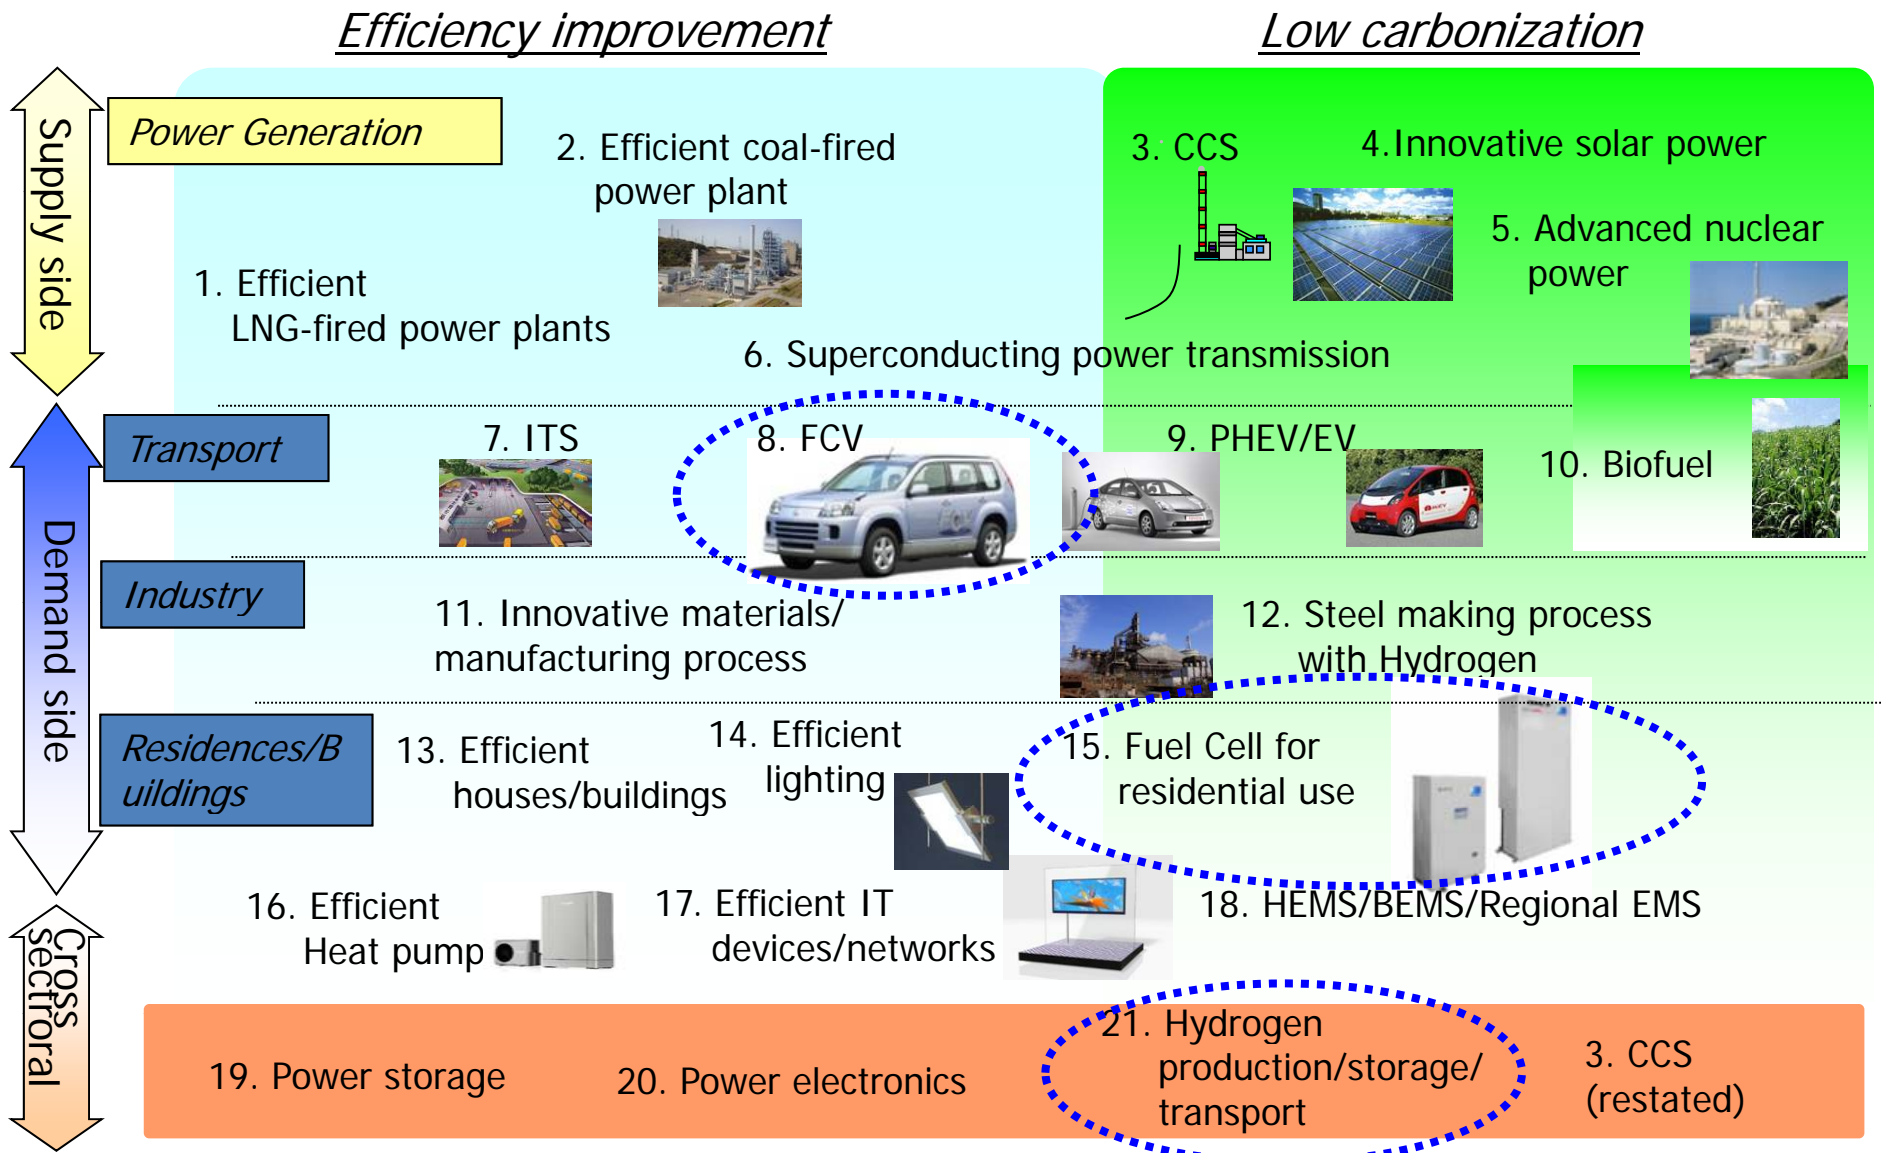 Efficiency improvement
Low carbonization
Supply side
Power Generation
2. Efficient coal-fired
power plant
3. CCS
4.Innovative solar power
5. Advanced nuclear
power
1. Efficient
LNG-fired power plants
6. Superconducting power transmission
Demand side
Transport
7. ITS
8. FCV
9. PHEV/EV
10. Biofuel
Industry
11. Innovative materials/
manufacturing process
12. Steel making process
with Hydrogen
Residences/B
uildings
13. Efficient
houses/buildings
14. Efficient
lighting
15. Fuel Cell for
residential use
16. Efficient
Heat pump
17. Efficient IT
devices/networks
18. HEMS/BEMS/Regional EMS
Cross
sectroral
19. Power storage
20. Power electronics
21. Hydrogen
production/storage/
transport
3. CCS
(restated)